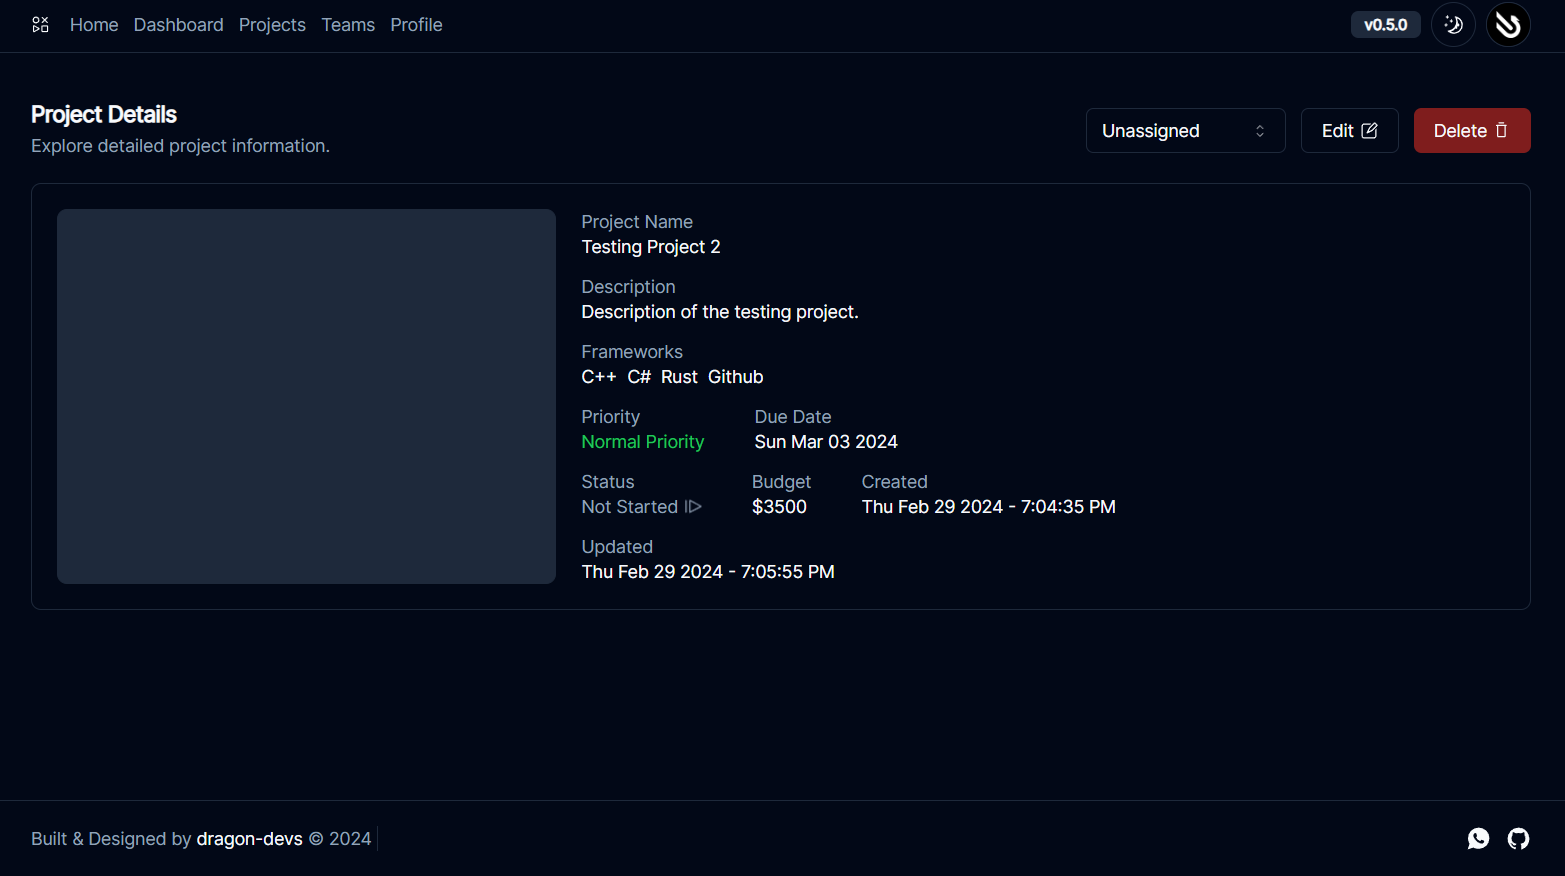 Home Dashboard Projects Teams Profile v0.5.0
Project Details
Explore detailed project information.
Unassigned Edit Delete
Project Name
Testing Project 2
Description
Description of the testing project.
Frameworks
C++ C# Rust Github
Priority Due Date
Normal Priority Sun Mar 03 2024
Status Budget Created
Not Started $3500 Thu Feb 29 2024 - 7:04:35 PM
Updated
Thu Feb 29 2024 - 7:05:55 PM
Built & Designed by dragon-devs © 2024